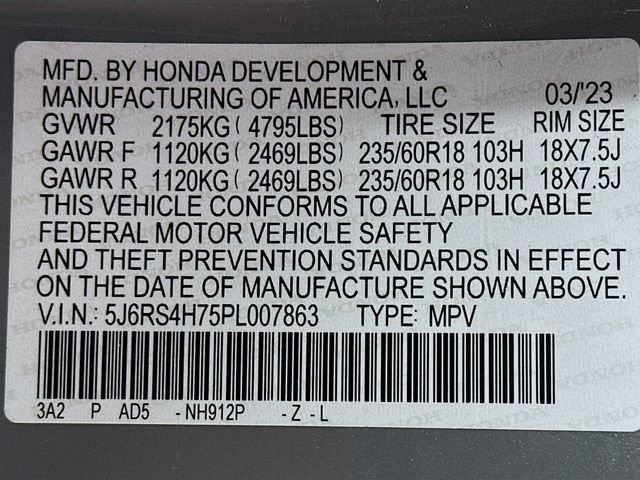 MFD. BY HONDA DEVELOPMENT &
MANUFACTURING OF AMERICA, LLC 03/'23
GVWR 2175KG ( 4795LBS) TIRE SIZE RIM SIZE
GAWR F 1120KG ( 2469LBS) 235/60R18 103H 18X7.5J
GAWR R 1120KG ( 2469LBS) 235/60R18 103H 18X7.5J
THIS VEHICLE CONFORMS TO ALL APPLICABLE
FEDERAL MOTOR VEHICLE SAFETY
AND THEFT PREVENTION STANDARDS IN EFFECT
ON THE DATE OF MANUFACTURE SHOWN ABOVE.
V.I.N.: 5J6RS4H75PL007863 TYPE: MPV
3A2 P AD5 -NH912P -Z-L